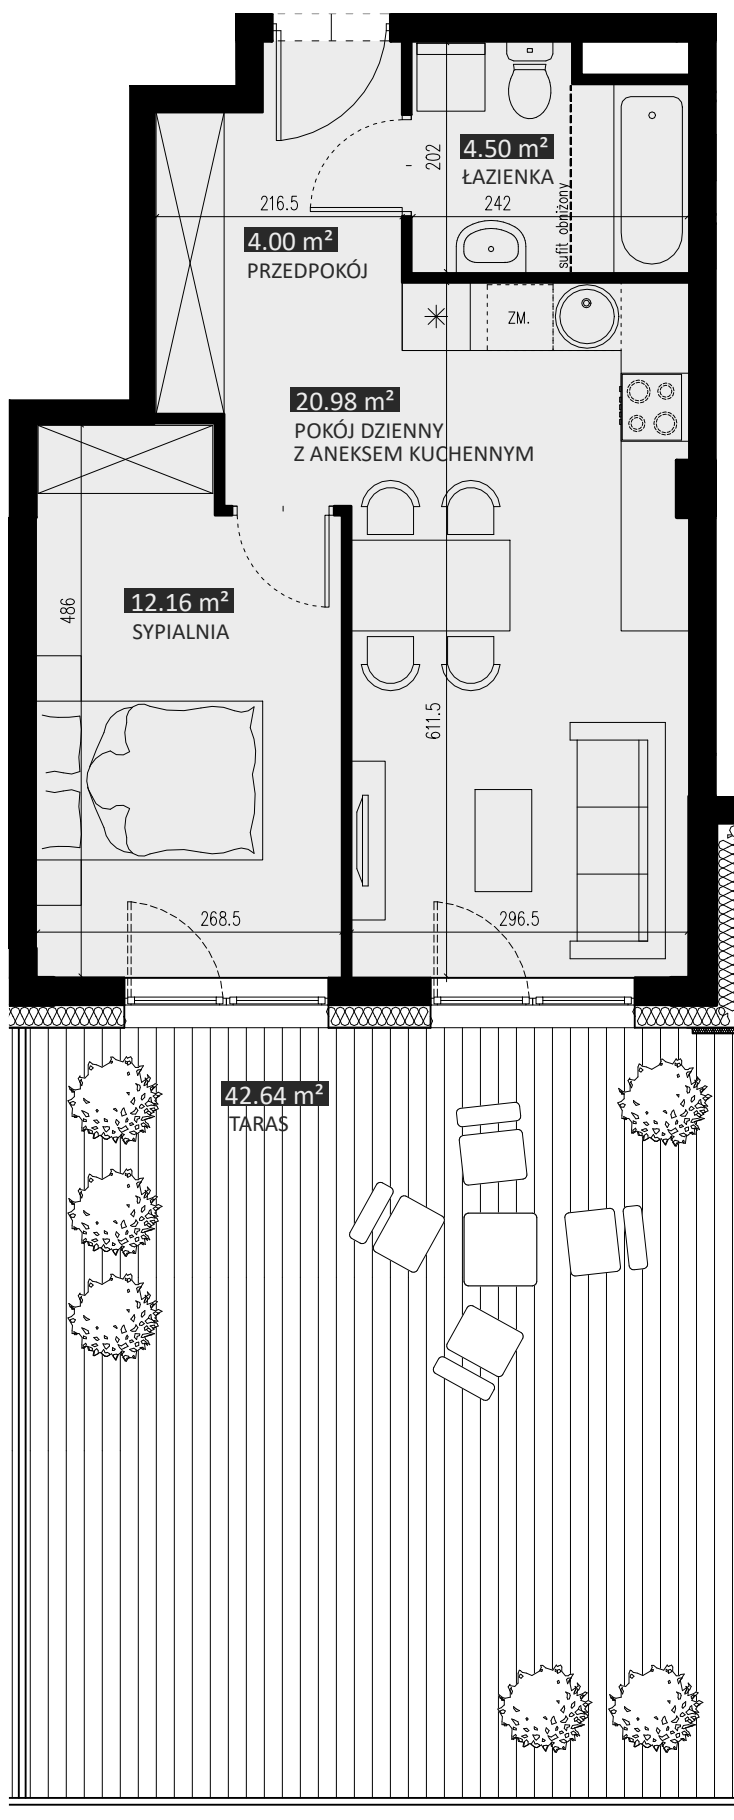 4.50 m²
ŁAZIENKA
202
242
sufit obniżony
216.5
4.00 m²
PRZEDPOKÓJ
ZM.
20.98 m²
POKÓJ DZIENNY
Z ANEKSEM KUCHENNYM
12.16 m²
SYPIALNIA
486
611.5
268.5
296.5
42.64 m²
TARAS